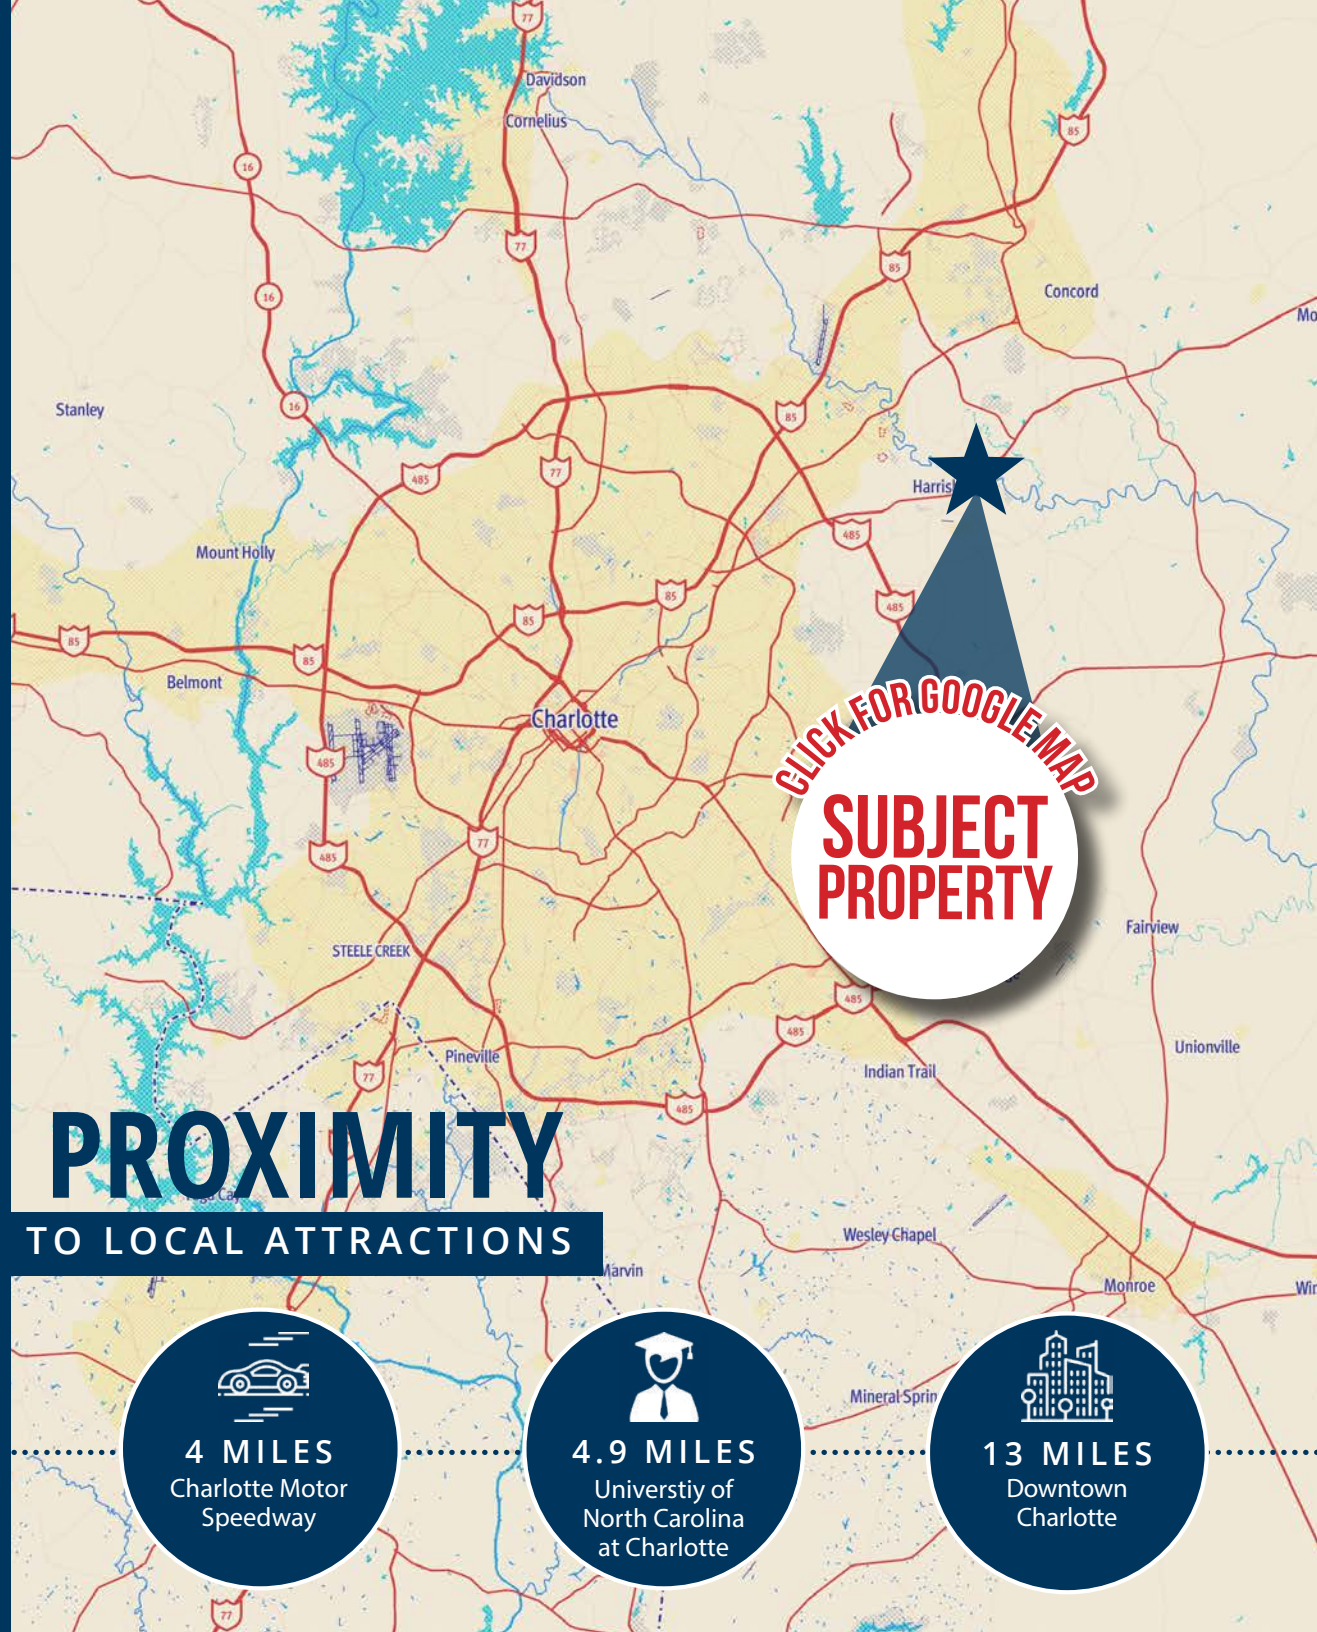 77
Davidson
Cornelius
85
16
77
85
Concord
16
Stanley
16
85
485
77
Harris
485
Mount Holly
85
85
485
85
85
Belmont
Charlotte
485
CLICK FOR GOOGLE MAP
SUBJECT
PROPERTY
77
485
Fairview
STEELE CREEK
485
485
Unionville
Pineville
Indian Trail
77
485
PROXIMITY
TO LOCAL ATTRACTIONS
Wesley Chapel
Marvin
Monroe
Mineral Sprin
4 MILES
Charlotte Motor
Speedway
4.9 MILES
Universtiy of
North Carolina
at Charlotte
13 MILES
Downtown
Charlotte
77